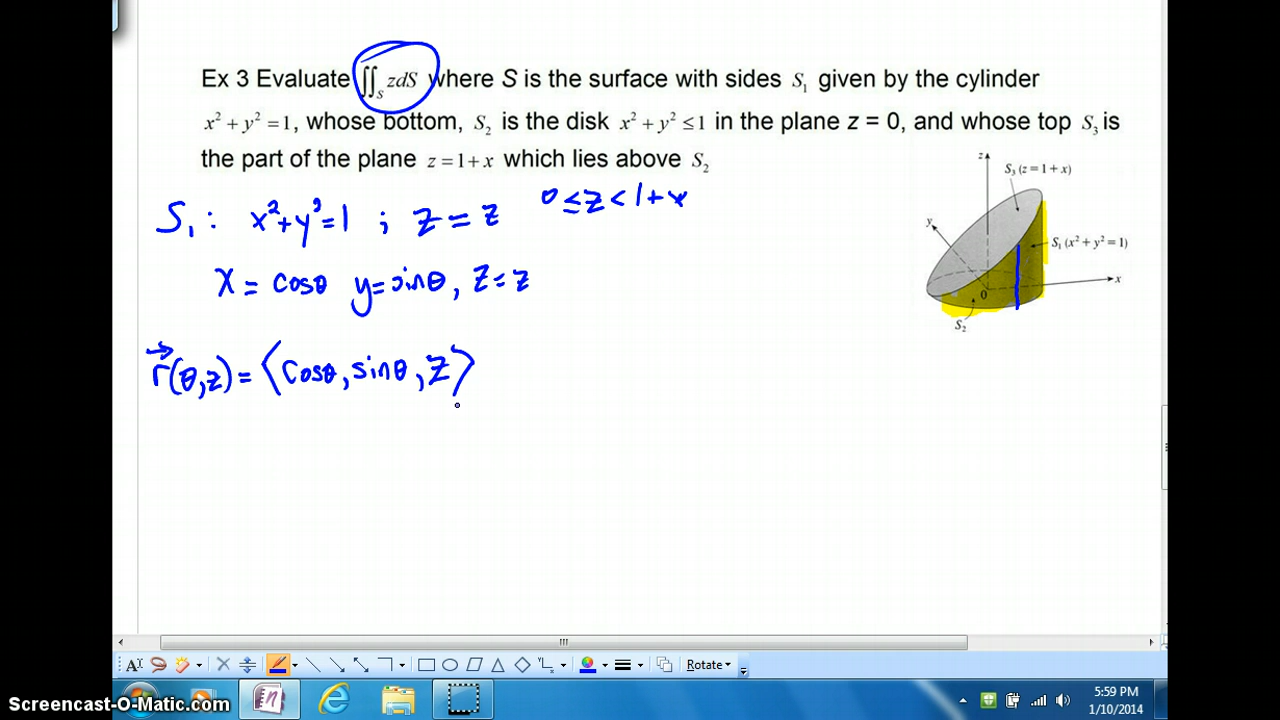 Ex 3 Evaluate ∬_S zdS where S is the surface with sides S₁ given by the cylinder
x² + y² = 1, whose bottom, S₂ is the disk x² + y² ≤ 1 in the plane z = 0, and whose top S₃ is
the part of the plane z = 1 + x which lies above S₂
S₁ : x² + y² = 1 ; z = z 0 ≤ z < 1 + x
x = cosθ y = sinθ, z = z
r⃗(θ,z) = ⟨cosθ, sinθ, z⟩
z
S₃ (z = 1 + x)
y
S₁ (x² + y² = 1)
x
0
S₂
A
Rotate
Screencast-O-Matic.com
5:59 PM
1/10/2014